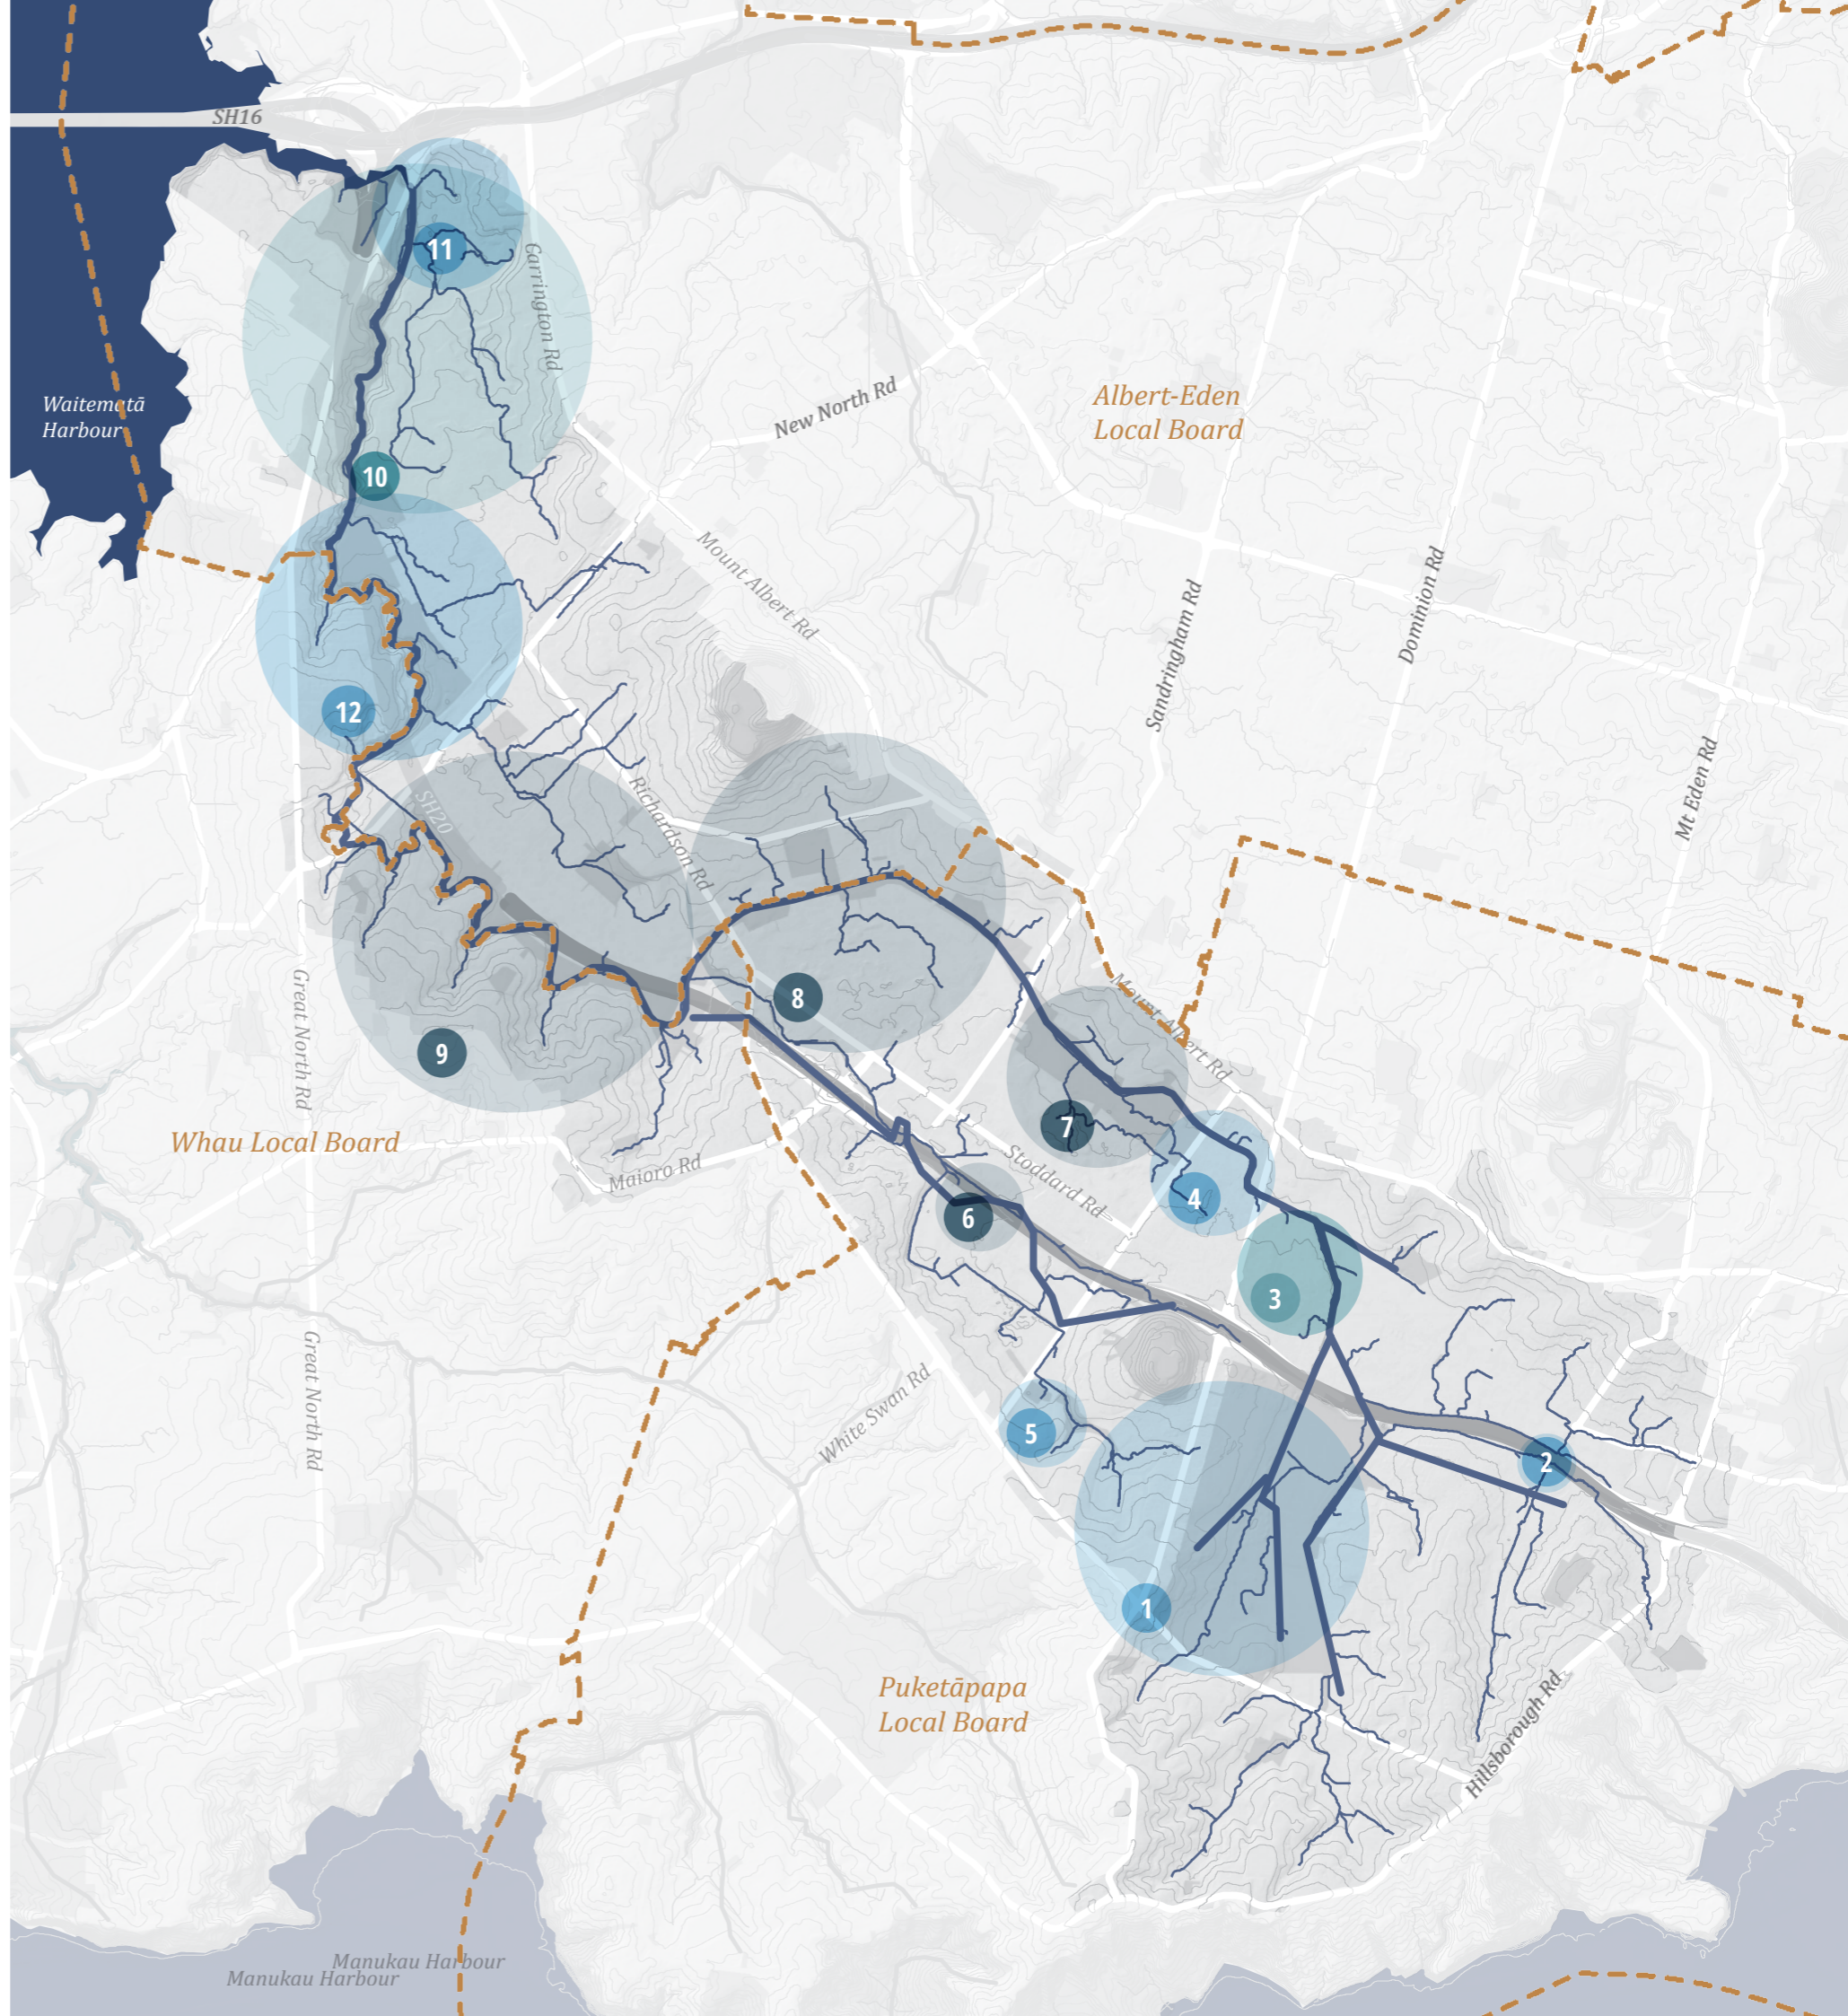 SH16
11
Carrington Rd
Waitematā
Harbour
New North Rd
Albert-Eden
Local Board
10
Mount Albert Rd
Sandringham Rd
Dominion Rd
12
Mt Eden Rd
SH20
Richardson Rd
8
9
Great North Rd
Mount Albert Rd
7
Whau Local Board
Maioro Rd
Stoddard Rd
4
6
3
Great North Rd
White Swan Rd
5
2
1
Puketāpapa
Local Board
Hillsborough Rd
Manukau Harbour
Manukau Harbour